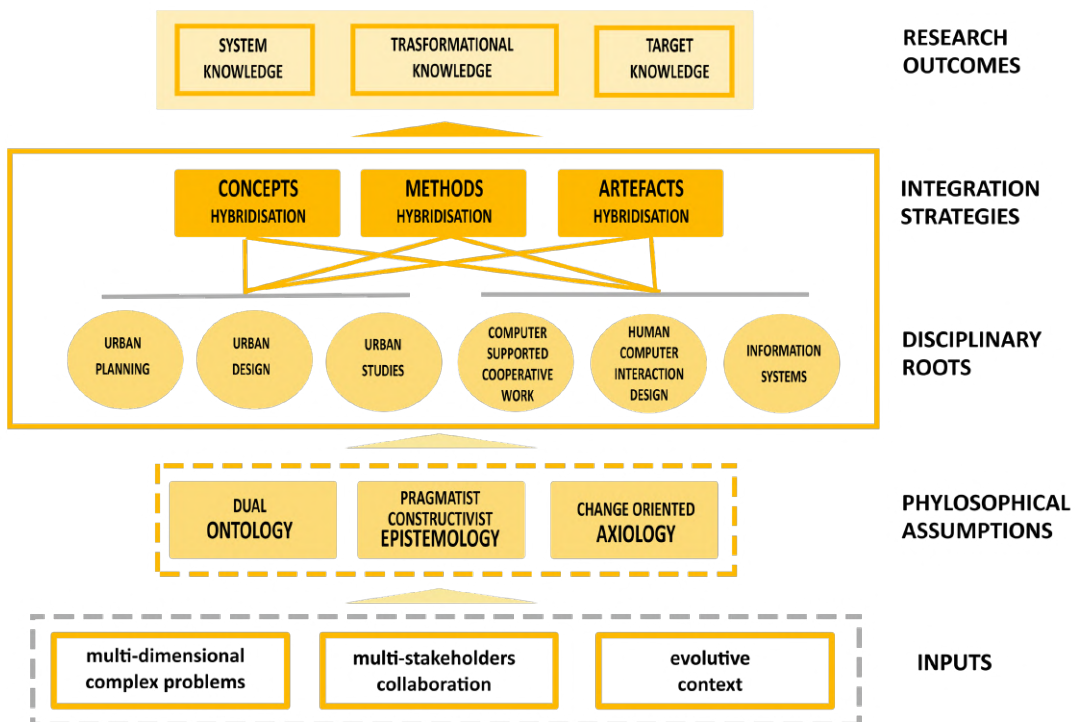 SYSTEM
KNOWLEDGE
TRASFORMATIONAL
KNOWLEDGE
TARGET
KNOWLEDGE
RESEARCH
OUTCOMES
CONCEPTS
HYBRIDISATION
METHODS
HYBRIDISATION
ARTEFACTS
HYBRIDISATION
INTEGRATION
STRATEGIES
URBAN
PLANNING
URBAN
DESIGN
URBAN
STUDIES
COMPUTER
SUPPORTED
COOPERATIVE
WORK
HUMAN
COMPUTER
INTERACTION
DESIGN
INFORMATION
SYSTEMS
DISCIPLINARY
ROOTS
DUAL
ONTOLOGY
PRAGMATIST
CONSTRUCTIVIST
EPISTEMOLOGY
CHANGE ORIENTED
AXIOLOGY
PHYLOSOPHICAL
ASSUMPTIONS
multi-dimensional
complex problems
multi-stakeholders
collaboration
evolutive
context
INPUTS